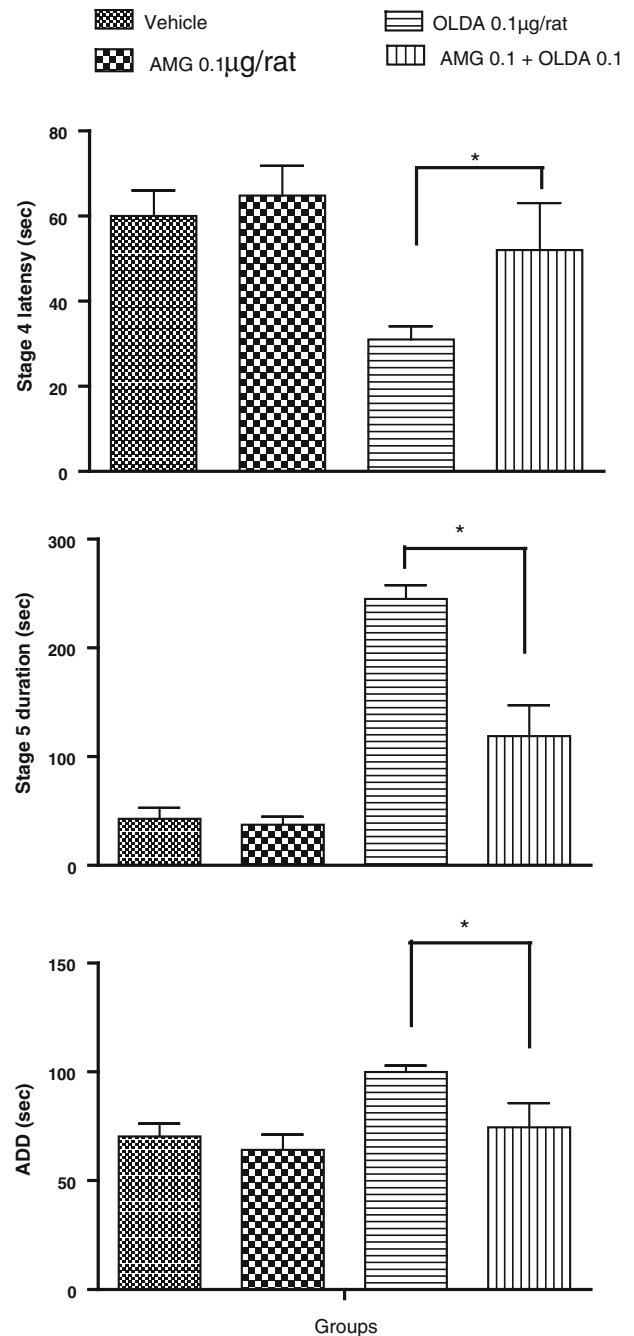 Vehicle
OLDA 0.1μg/rat
AMG 0.1μg/rat
AMG 0.1 + OLDA 0.1
80
60
40
20
0
Stage 4 latensy (sec)
*
300
200
100
0
Stage 5 duration (sec)
*
150
100
50
0
ADD (sec)
*
Groups